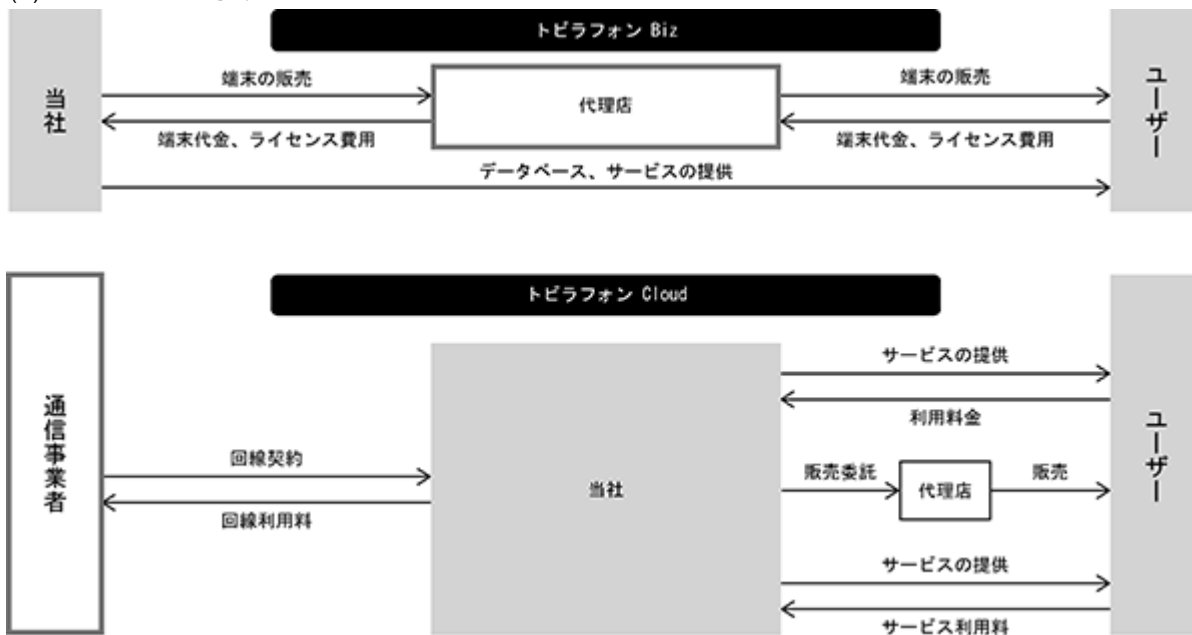 トビラフォン Biz
当社
端末の販売
端末代金、ライセンス費用
代理店
端末の販売
端末代金、ライセンス費用
ユーザー
データベース、サービスの提供
トビラフォン Cloud
通信事業者
回線契約
回線利用料
当社
サービスの提供
利用料金
販売委託
代理店
販売
サービスの提供
サービス利用料
ユーザー